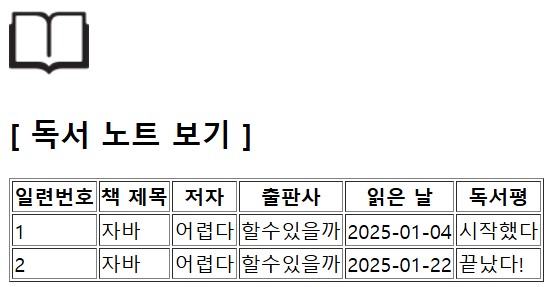 [ 독서 노트 보기 ]
일련번호 책 제목 저자 출판사 읽은 날 독서평
1 자바 어렵다 할수있을까 2025-01-04 시작했다
2 자바 어렵다 할수있을까 2025-01-22 끝났다!